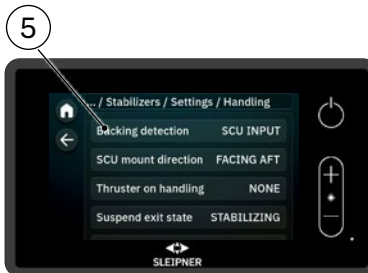 5
... / Stabilizers / Settings / Handling
Backing detection SCU INPUT
SCU mount direction FACING AFT
Thruster on handling NONE
Suspend exit state STABILIZING
SLEIPNER